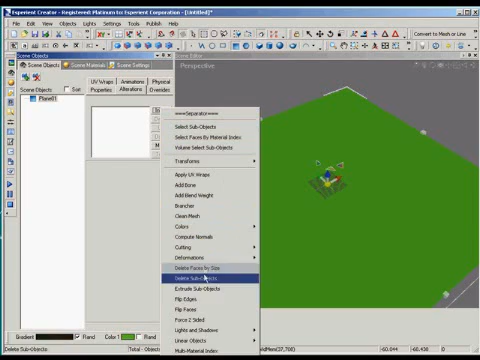 Esperient Creator - Registered Platinum to: Esperient Corporation - [Untitled]*
File Edit View Objects Lights Settings Tools Publish Help
Convert to Mesh or Line
Scene Objects
Scene Objects Scene Materials Scene Settings
Perspective
UV Wraps Animations Physical
Properties Alterations Overrides
Scene Objects Sort
Plane01
===Separator===
Select Sub-Objects
Select Faces By Material Index
Volume Select Sub-Objects
Transforms
Apply UV Wraps
Add Bone
Add Blend Weight
Brancher
Clean Mesh
Colors
Compute Normals
Cutting
Deformations
Delete Faces by Size
Delete Sub-Objects
Extrude Sub-Objects
Flip Edges
Flip Faces
Force 2 Sided
Lights and Shadows
Linear Objects
Multi-Material Index
Gradient Rand Color 1 Rand
Delete Sub-Objects Total - Objects
-60.044 -60.438 0